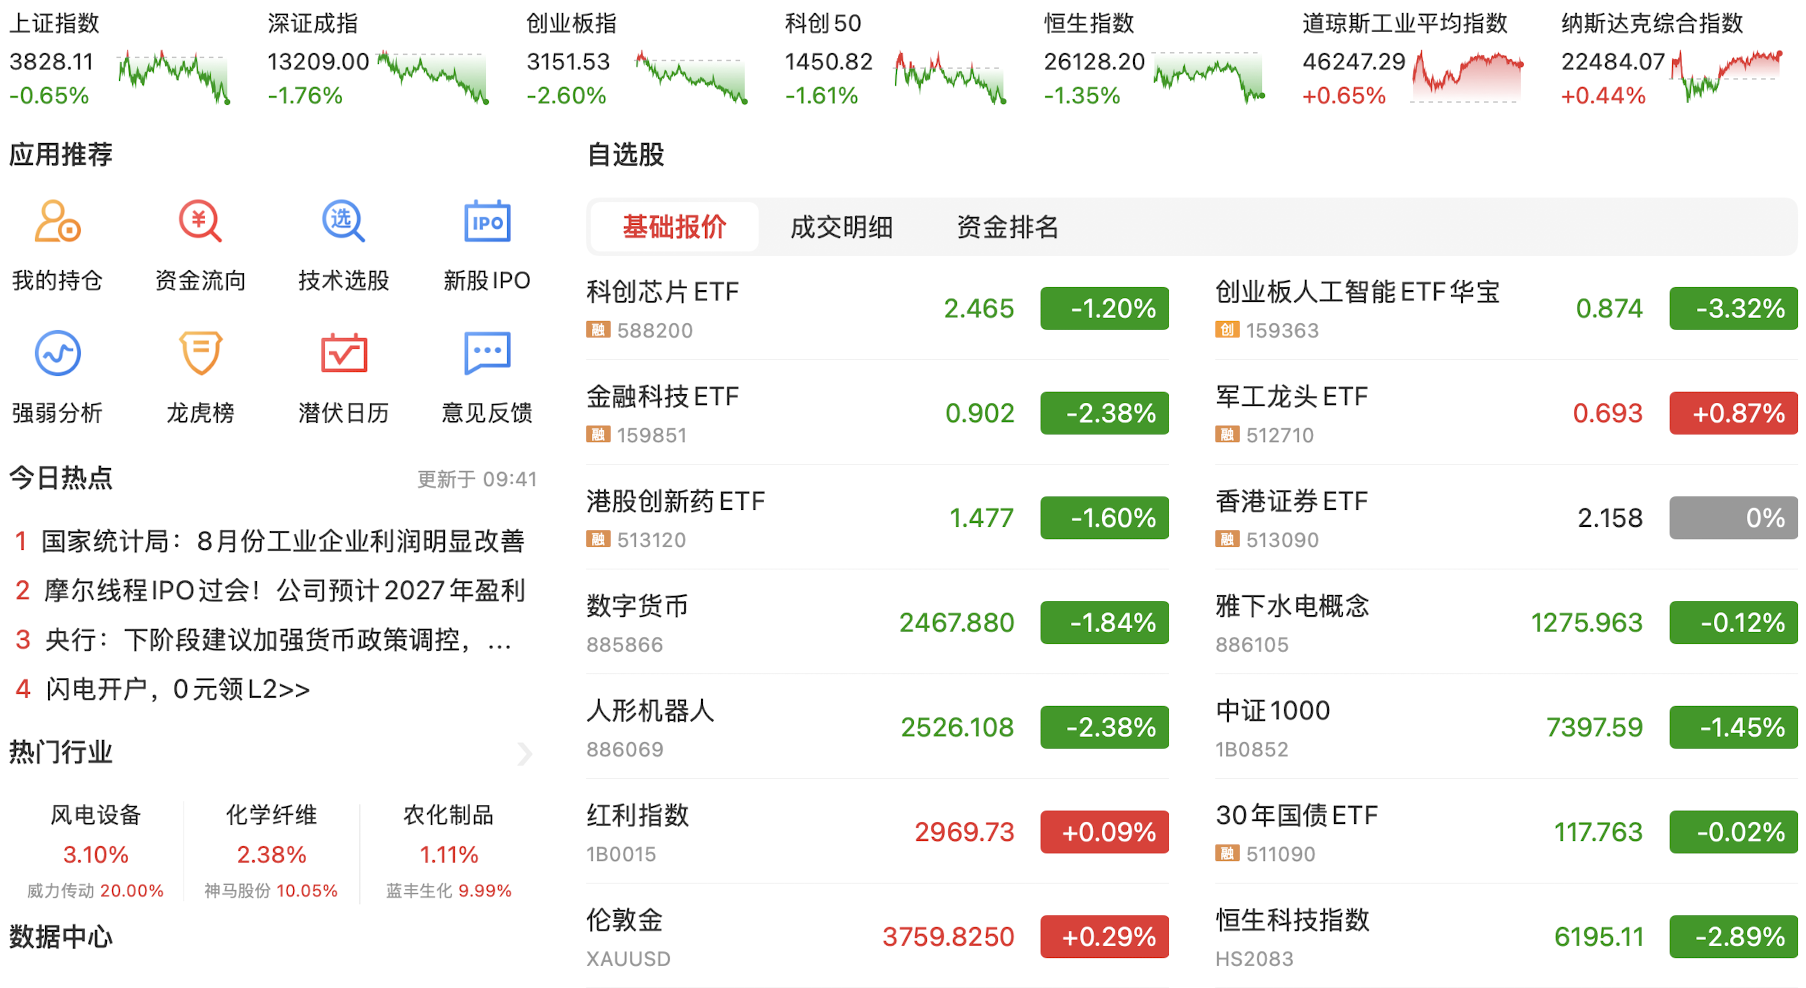 上证指数
3828.11
-0.65%
深证成指
13209.00
-1.76%
创业板指
3151.53
-2.60%
科创50
1450.82
-1.61%
恒生指数
26128.20
-1.35%
道琼斯工业平均指数
46247.29
+0.65%
纳斯达克综合指数
22484.07
+0.44%
应用推荐
我的持仓
¥
资金流向
选
技术选股
IPO
新股IPO
强弱分析
龙虎榜
潜伏日历
意见反馈
今日热点
更新于 09:41
1 国家统计局：8月份工业企业利润明显改善
2 摩尔线程IPO过会！公司预计2027年盈利
3 央行：下阶段建议加强货币政策调控，...
4 闪电开户，0元领L2>>
热门行业
风电设备
3.10%
威力传动 20.00%
化学纤维
2.38%
神马股份 10.05%
农化制品
1.11%
蓝丰生化 9.99%
数据中心
自选股
基础报价 成交明细 资金排名
科创芯片ETF
融 588200
2.465 -1.20%
创业板人工智能ETF华宝
创 159363
0.874 -3.32%
金融科技ETF
融 159851
0.902 -2.38%
军工龙头ETF
融 512710
0.693 +0.87%
港股创新药ETF
融 513120
1.477 -1.60%
香港证券ETF
融 513090
2.158 0%
数字货币
885866
2467.880 -1.84%
雅下水电概念
886105
1275.963 -0.12%
人形机器人
886069
2526.108 -2.38%
中证1000
1B0852
7397.59 -1.45%
红利指数
1B0015
2969.73 +0.09%
30年国债ETF
融 511090
117.763 -0.02%
伦敦金
XAUUSD
3759.8250 +0.29%
恒生科技指数
HS2083
6195.11 -2.89%